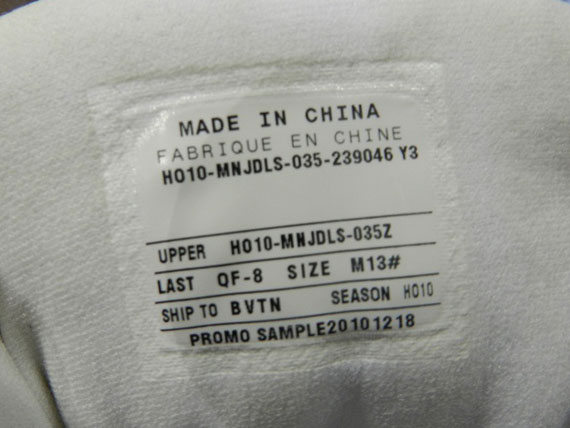 MADE IN CHINA
FABRIQUE EN CHINE
HO10-MNJDLS-035-239046 Y3
UPPER HO10-MNJDLS-035Z
LAST QF-8 SIZE M13#
SHIP TO BVTN SEASON HO10
PROMO SAMPLE20101218